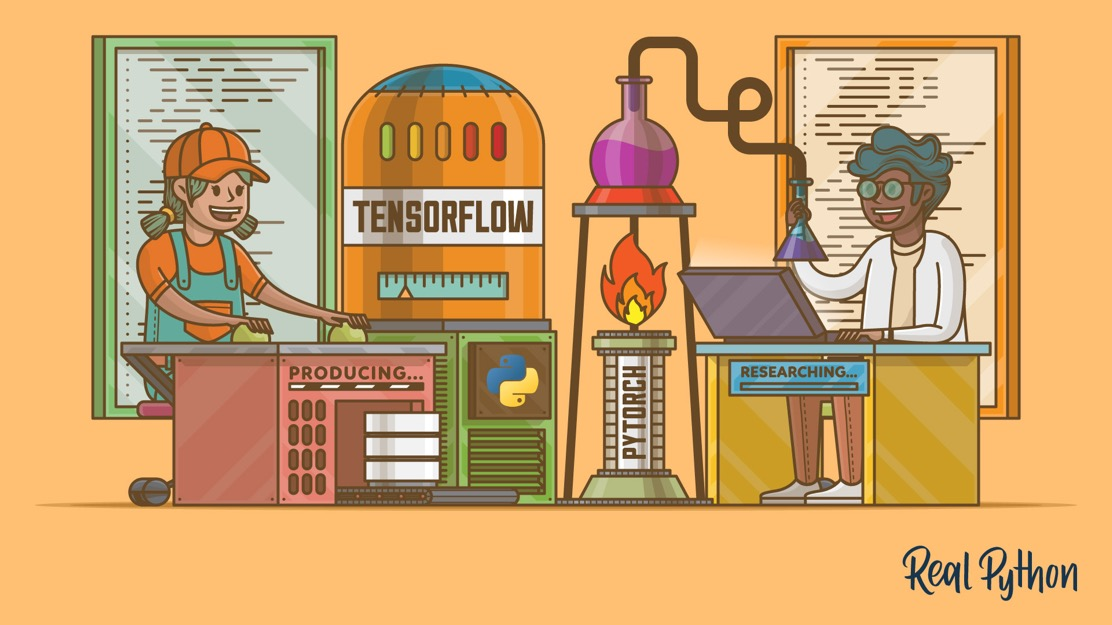 TENSORFLOW
PRODUCING...
PYTORCH
RESEARCHING...
Real Python